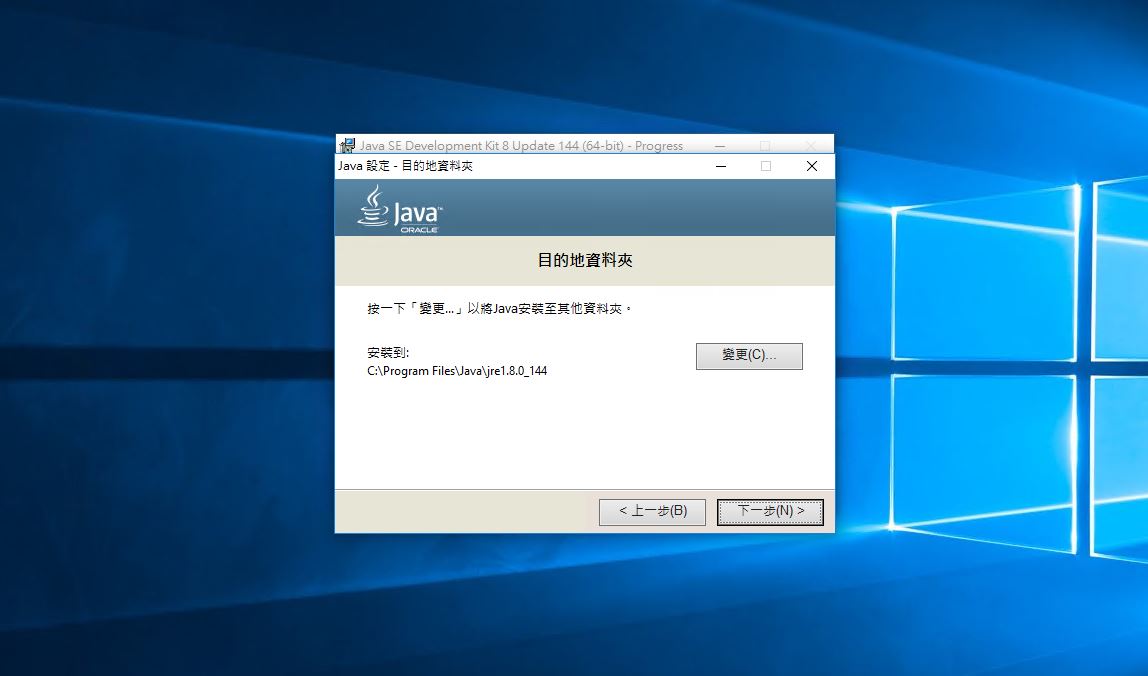 Java SE Development Kit 8 Update 144 (64-bit) - Progress
Java 設定 - 目的地資料夾
Java™
ORACLE
目的地資料夾
按一下「變更...」以將Java安裝至其他資料夾。
安裝到:
變更(C)...
C:\Program Files\Java\jre1.8.0_144
< 上一步(B)
下一步(N) >